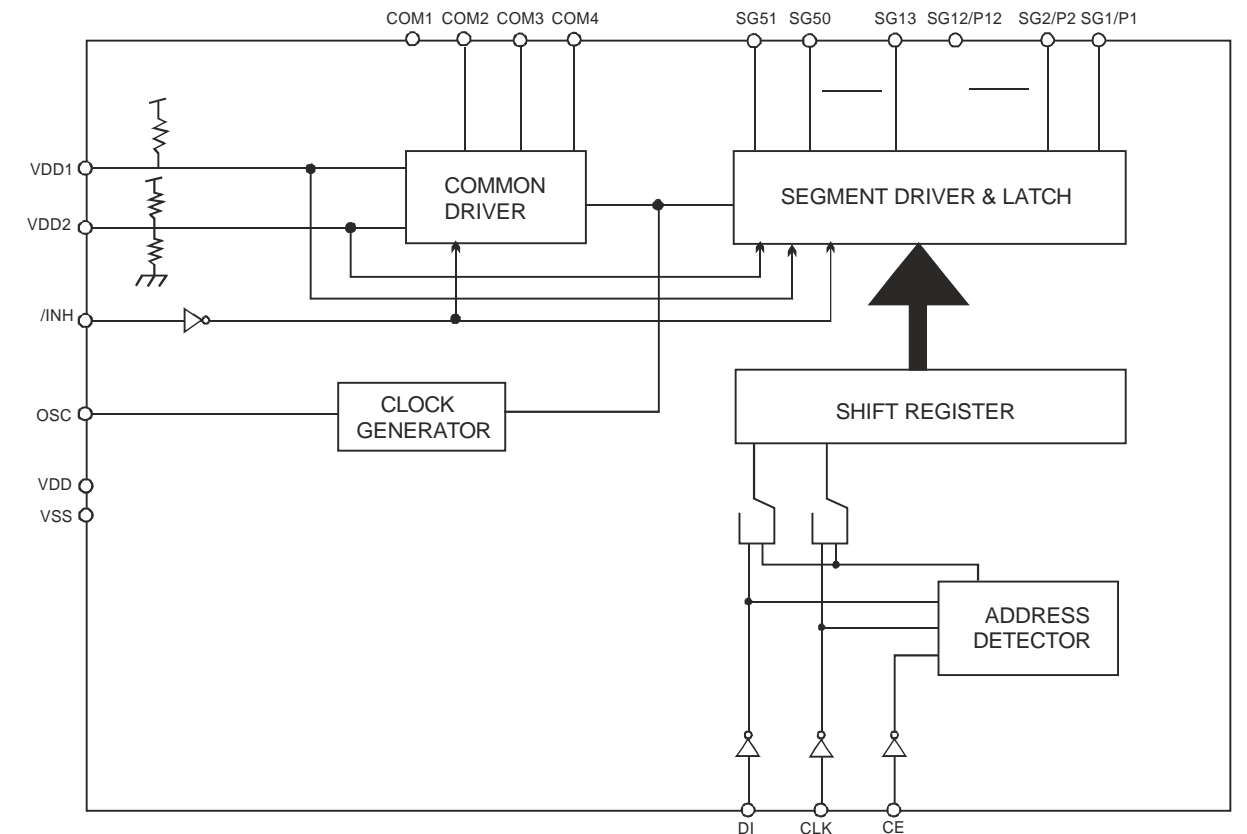 COM1 COM2 COM3 COM4
SG51 SG50 SG13 SG12/P12 SG2/P2 SG1/P1
VDD1
COMMON
DRIVER
SEGMENT DRIVER & LATCH
VDD2
/INH
OSC
CLOCK
GENERATOR
SHIFT REGISTER
VDD
VSS
ADDRESS
DETECTOR
DI
CLK
CE